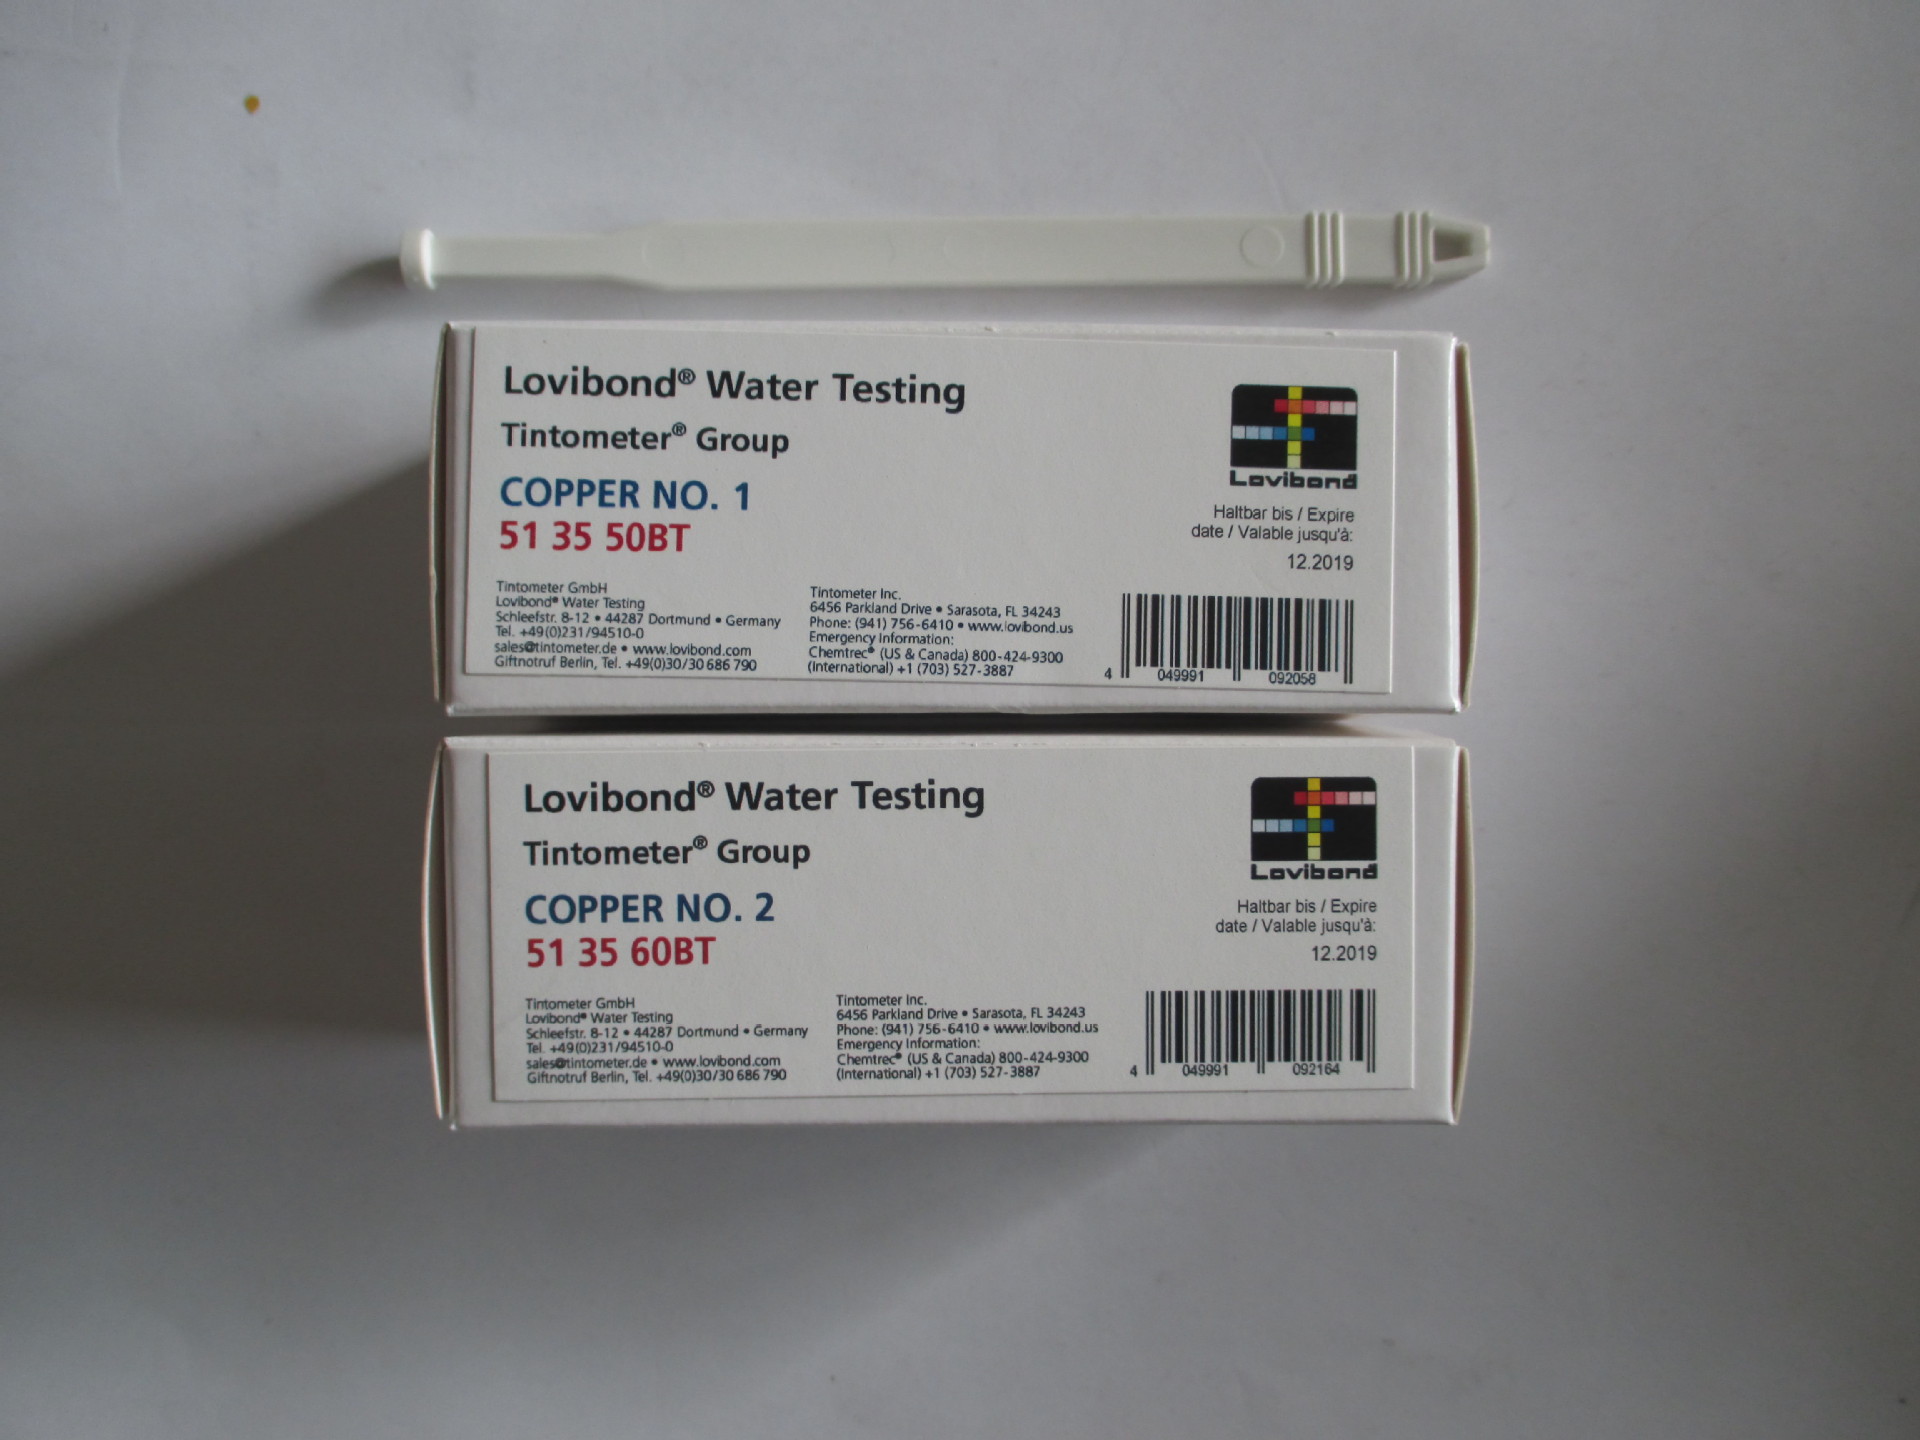 Lovibond® Water Testing
Tintometer® Group
COPPER NO. 1
51 35 50BT
Lovibond
Haltbar bis / Expire
date / Valable jusqu'à:
12.2019
Tintometer GmbH
Lovibond® Water Testing
Schleefstr. 8-12 • 44287 Dortmund • Germany
Tel. +49(0)231/94510-0
sales@tintometer.de • www.lovibond.com
Giftnotruf Berlin, Tel. +49(0)30/30 686 790
Tintometer Inc.
6456 Parkland Drive • Sarasota, FL 34243
Phone: (941) 756-6410 • www.lovibond.us
Emergency Information:
Chemtrec® (US & Canada) 800-424-9300
(International) +1 (703) 527-3887
4 049991 092058
Lovibond® Water Testing
Tintometer® Group
COPPER NO. 2
51 35 60BT
Lovibond
Haltbar bis / Expire
date / Valable jusqu'à:
12.2019
Tintometer GmbH
Lovibond® Water Testing
Schleefstr. 8-12 • 44287 Dortmund • Germany
Tel. +49(0)231/94510-0
sales@tintometer.de • www.lovibond.com
Giftnotruf Berlin, Tel. +49(0)30/30 686 790
Tintometer Inc.
6456 Parkland Drive • Sarasota, FL 34243
Phone: (941) 756-6410 • www.lovibond.us
Emergency Information:
Chemtrec® (US & Canada) 800-424-9300
(International) +1 (703) 527-3887
4 049991 092164